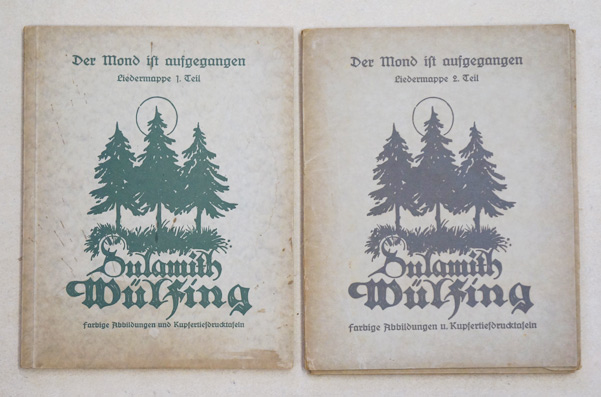 Der Mond ist aufgegangen
Liedermappe 1. Teil
Sulamith
Wülfing
farbige Abbildungen und Kupfertiefdrucktafeln
Der Mond ist aufgegangen
Liedermappe 2. Teil
Sulamith
Wülfing
farbige Abbildungen u. Kupfertiefdrucktafeln